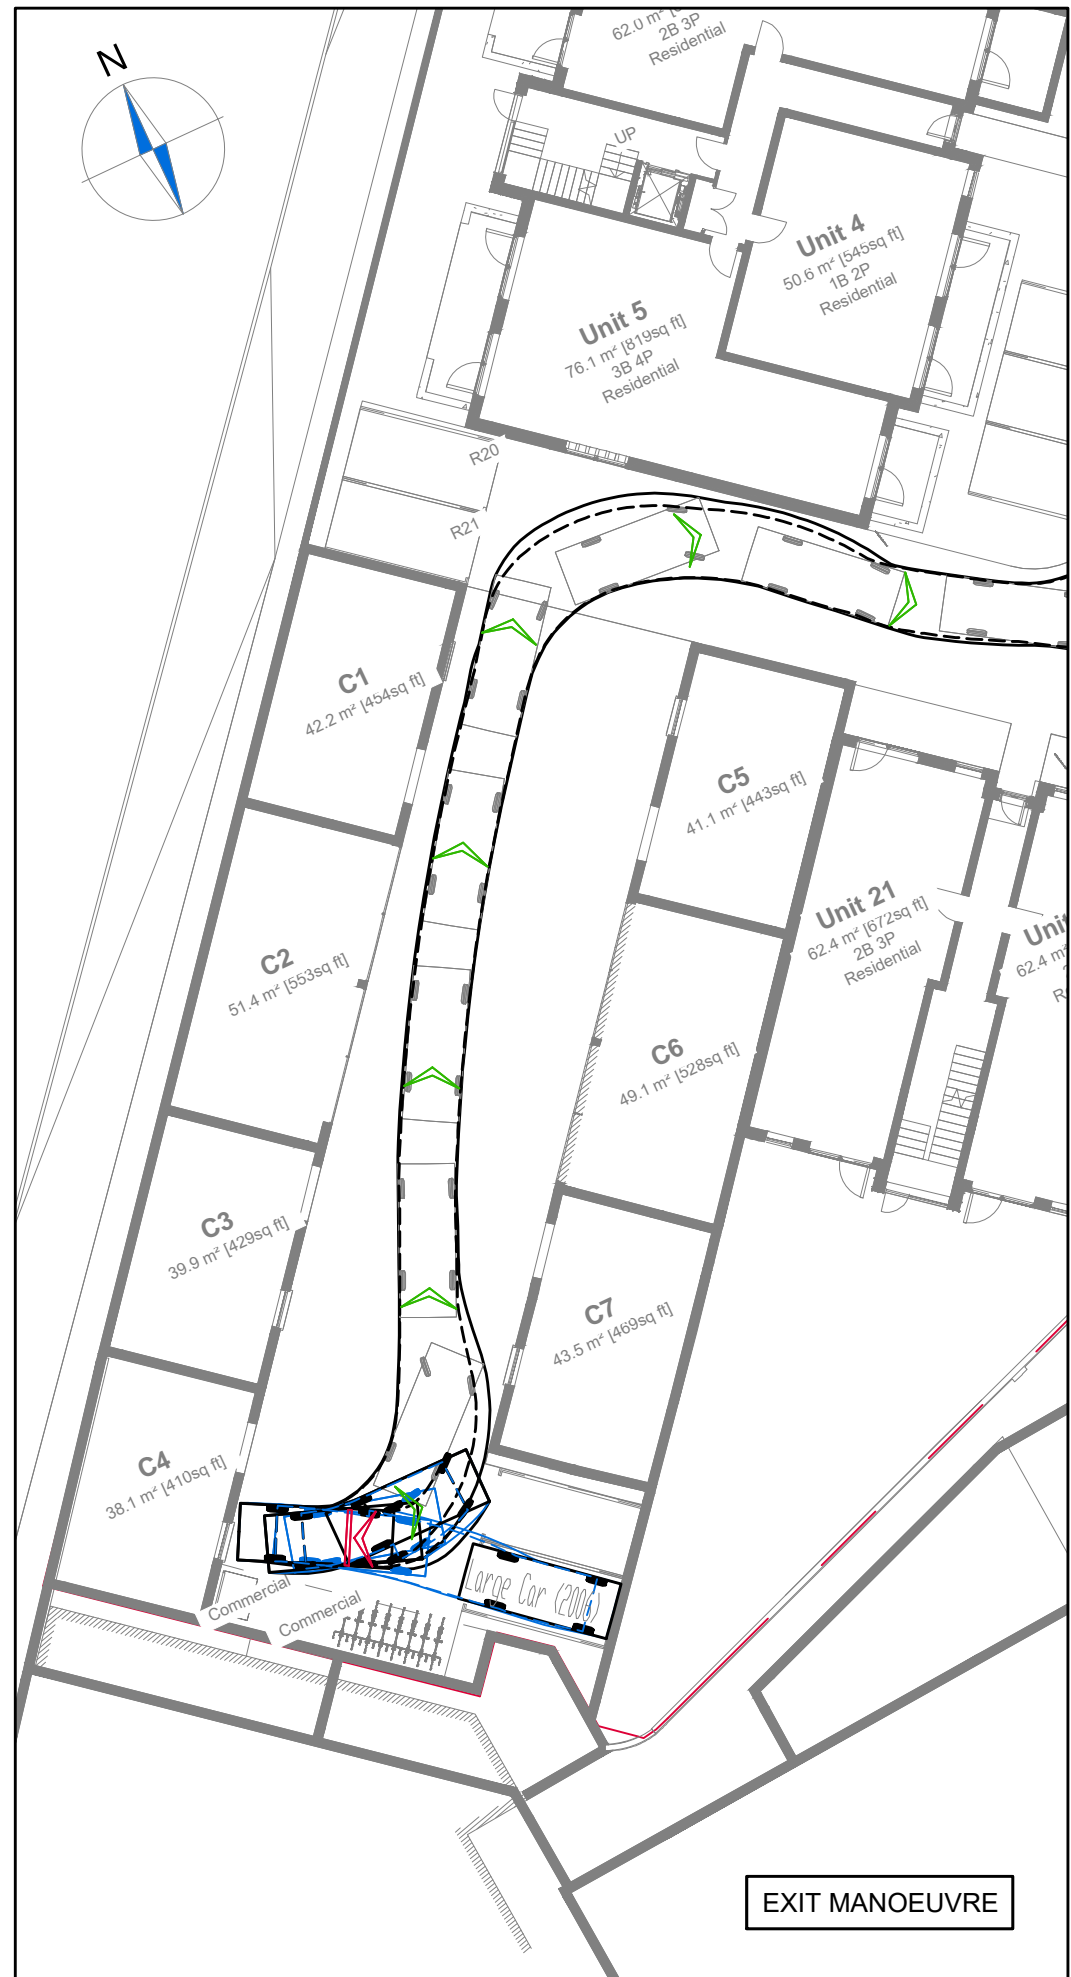 N
62.0 m²
2B 3P
Residential
UP
Unit 4
50.6 m² [545sq ft]
1B 2P
Residential
Unit 5
76.1 m² [819sq ft]
3B 4P
Residential
R20
R21
C1
42.2 m² [454sq ft]
C5
41.1 m² [443sq ft]
Unit 21
62.4 m² [672sq ft]
2B 3P
Residential
Unit
62.4 m²
C2
51.4 m² [553sq ft]
C6
49.1 m² [528sq ft]
C3
39.9 m² [429sq ft]
C7
43.5 m² [469sq ft]
C4
38.1 m² [410sq ft]
Large Car (2006)
Commercial
Commercial
EXIT MANOEUVRE